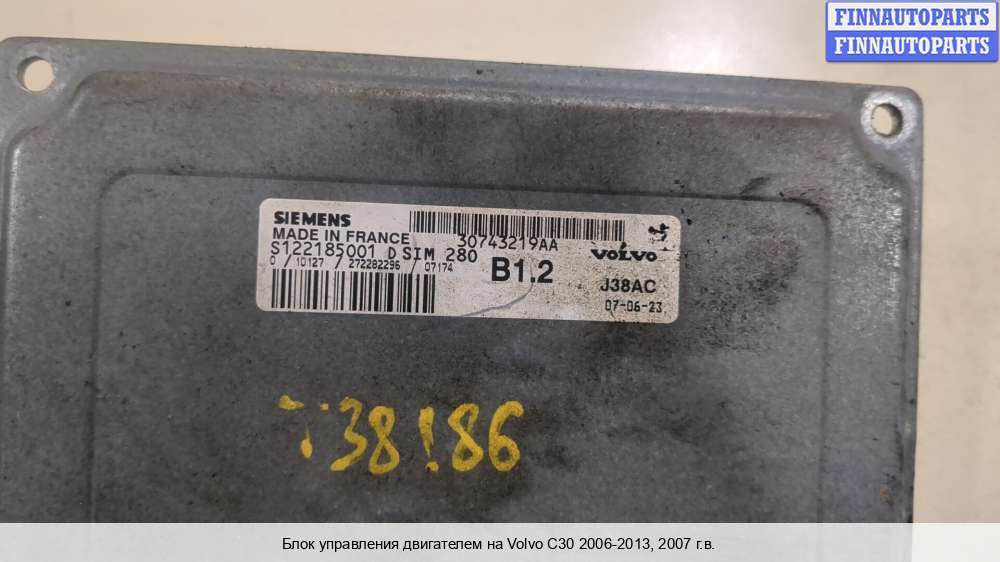 FINNAUTOPARTS
FINNAUTOPARTS
SIEMENS
MADE IN FRANCE
30743219AA
S122185001 D SIM 280
VOLVO
0 / 10127 / 272282296 / 07174
B1.2
J38AC
07-06-23
38!86
Блок управления двигателем на Volvo C30 2006-2013, 2007 г.в.